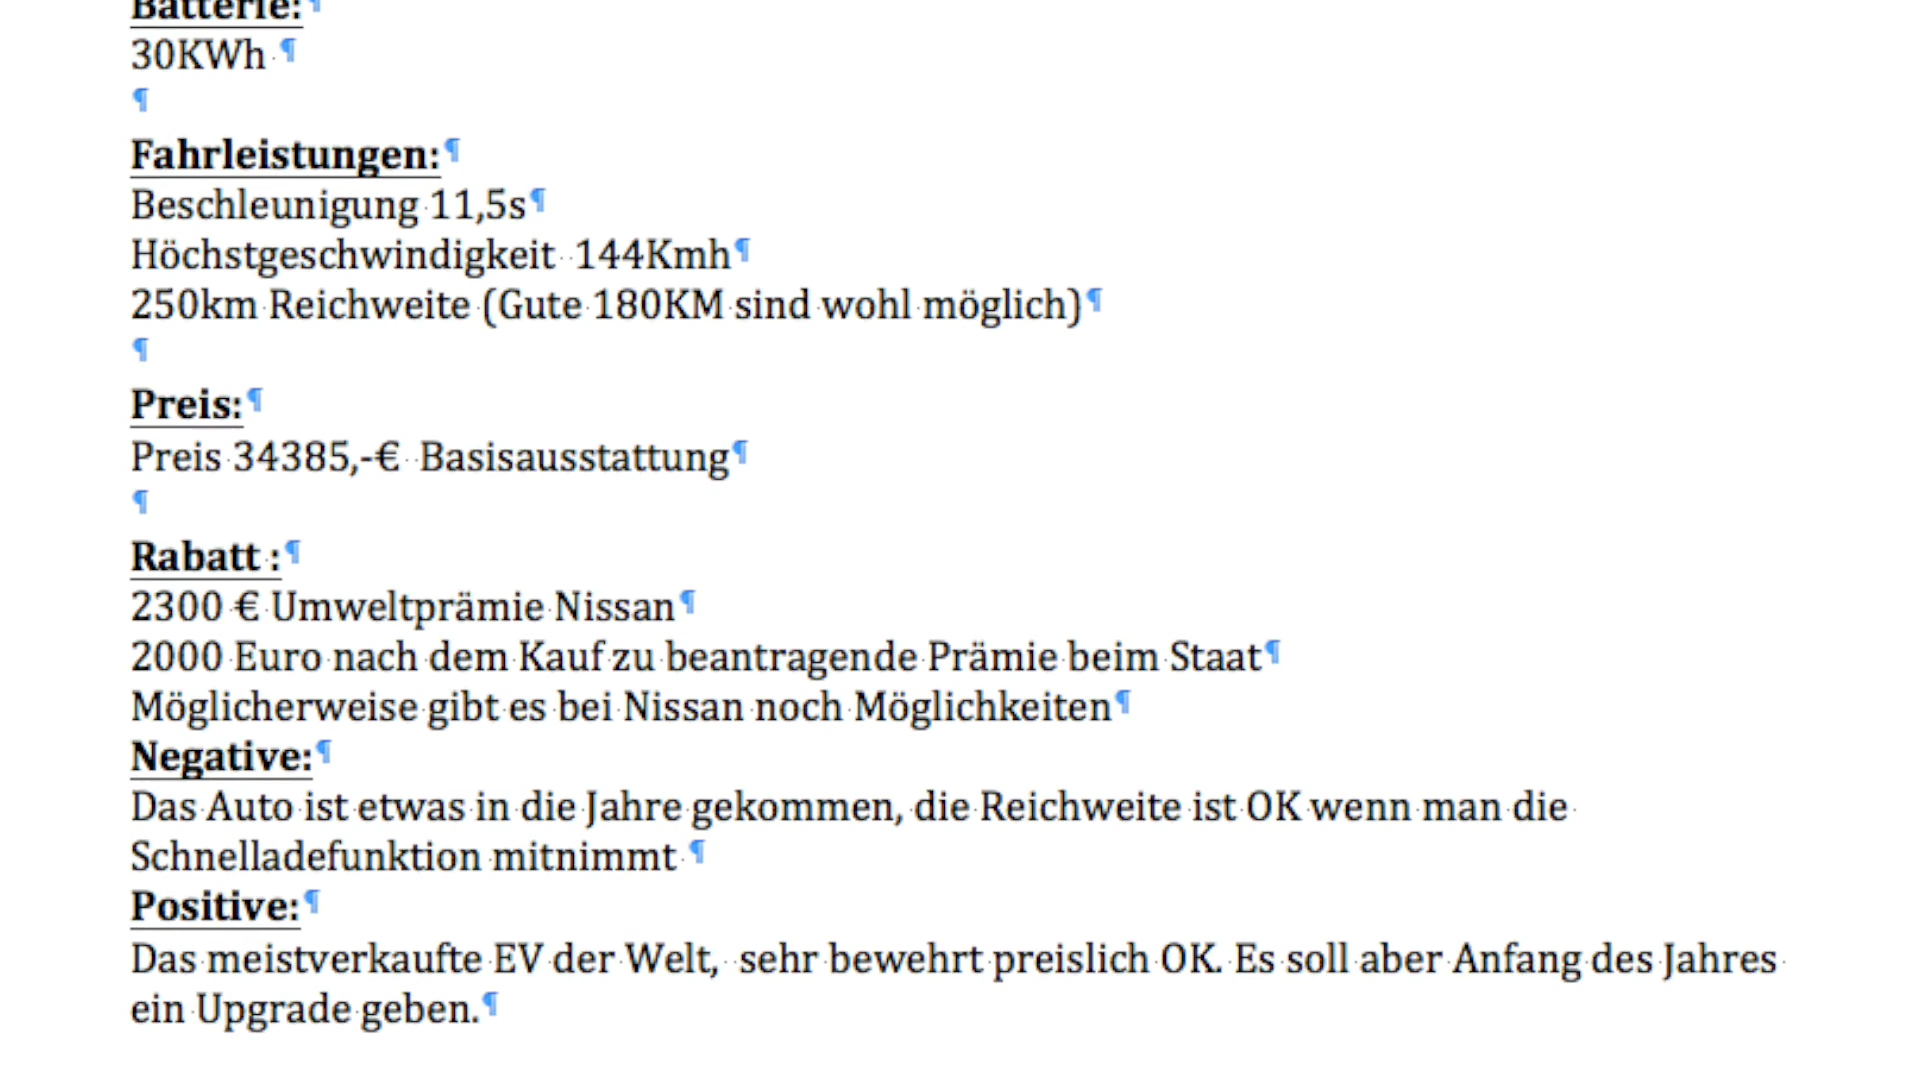 Batterie:
30KWh
Fahrleistungen:
Beschleunigung 11,5s
Höchstgeschwindigkeit 144Kmh
250km Reichweite (Gute 180KM sind wohl möglich)
Preis:
Preis 34385,-€ Basisausstattung
Rabatt :
2300 € Umweltprämie Nissan
2000 Euro nach dem Kauf zu beantragende Prämie beim Staat
Möglicherweise gibt es bei Nissan noch Möglichkeiten
Negative:
Das Auto ist etwas in die Jahre gekommen, die Reichweite ist OK wenn man die
Schnelladefunktion mitnimmt
Positive:
Das meistverkaufte EV der Welt, sehr bewehrt preislich OK. Es soll aber Anfang des Jahres
ein Upgrade geben.